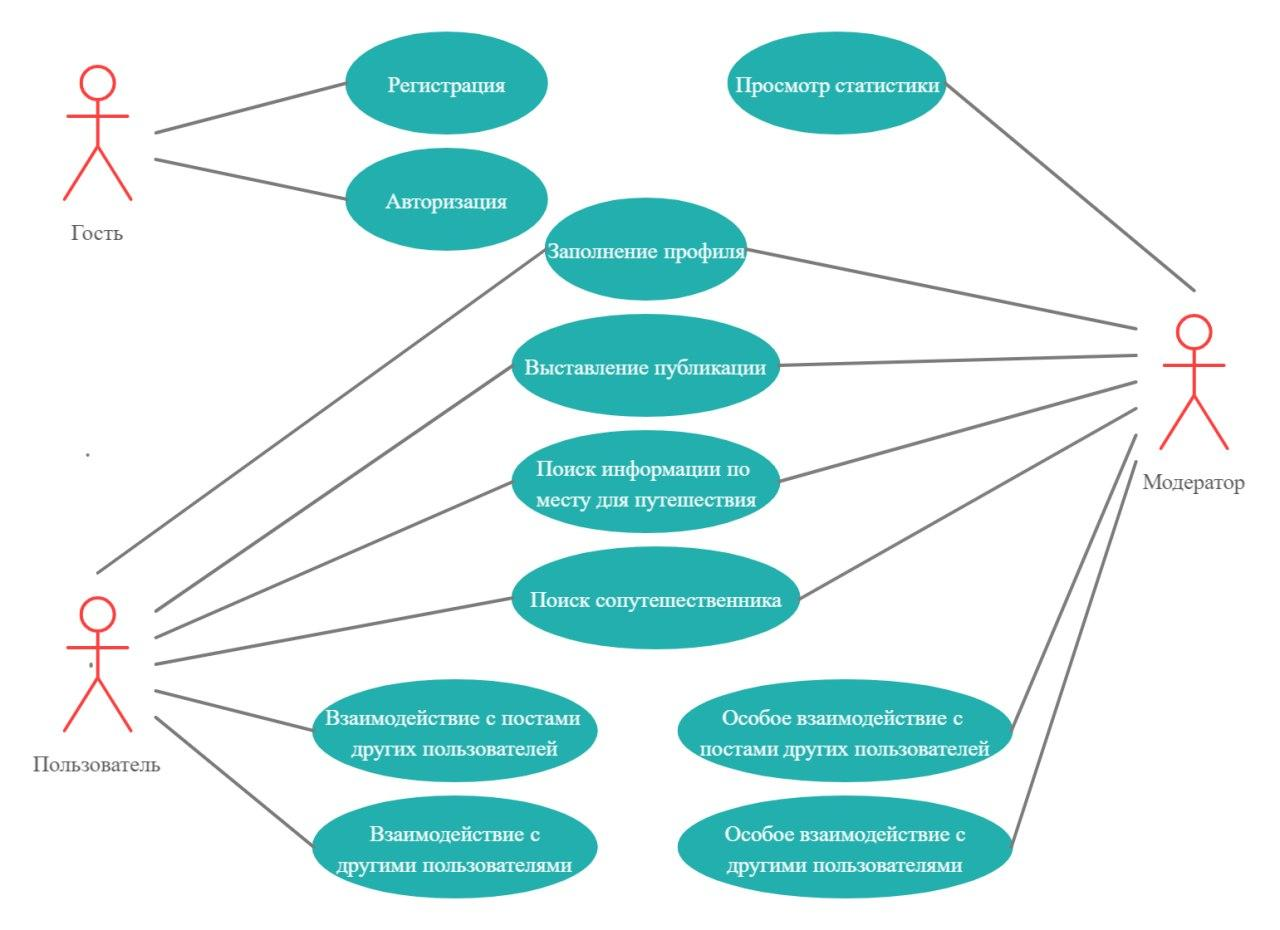 Регистрация
Просмотр статистики
Авторизация
Гость
Заполнение профиля
Выставление публикации
Поиск информации по
месту для путешествия
Модератор
Поиск сопутешественника
Пользователь
Взаимодействие с постами
других пользователей
Особое взаимодействие с
постами других пользователей
Взаимодействие с
другими пользователями
Особое взаимодействие с
другими пользователями